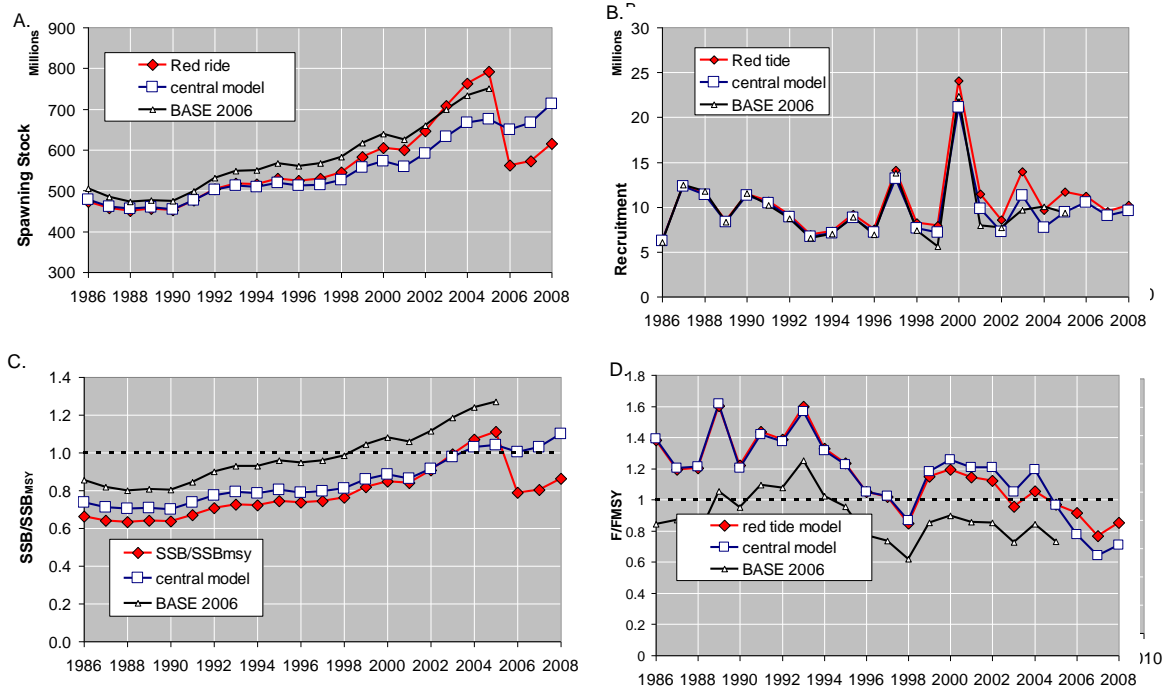 A.
Millions
Spawning Stock
900
800
700
600
500
400
300
Red ride
central model
BASE 2006
1986 1988 1990 1992 1994 1996 1998 2000 2002 2004 2006 2008
B.
Millions
Recruitment
30
25
20
15
10
5
0
Red tide
central model
BASE 2006
1986 1988 1990 1992 1994 1996 1998 2000 2002 2004 2006 2008
C.
SSB/SSBMSY
1.4
1.2
1.0
0.8
0.6
0.4
0.2
0.0
SSB/SSBmsy
central model
BASE 2006
1986 1988 1990 1992 1994 1996 1998 2000 2002 2004 2006 2008
D.
F/FMSY
1.8
1.6
1.4
1.2
1
0.8
0.6
0.4
0.2
0
red tide model
central model
BASE 2006
1986 1988 1990 1992 1994 1996 1998 2000 2002 2004 2006 2008